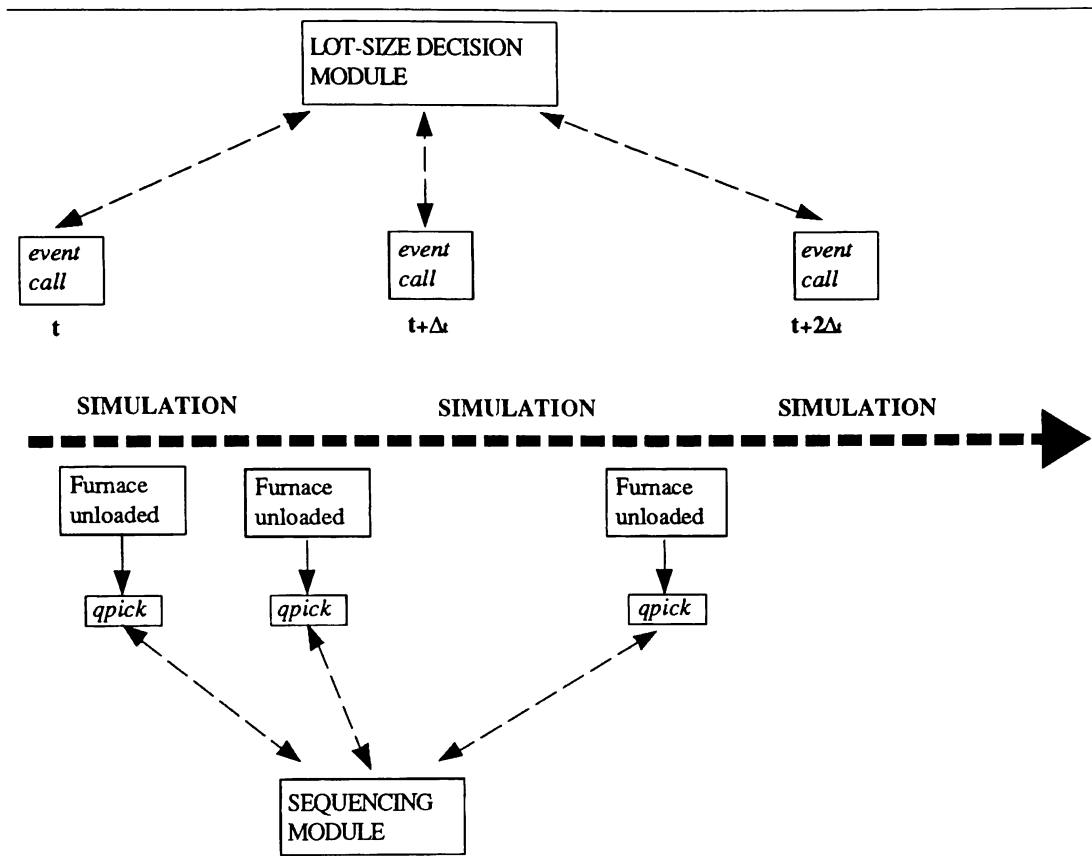 LOT-SIZE DECISION
MODULE
event
call
event
call
event
call
t
t+Δt
t+2Δt
SIMULATION
SIMULATION
SIMULATION
Furnace
unloaded
Furnace
unloaded
Furnace
unloaded
qpick
qpick
qpick
SEQUENCING
MODULE